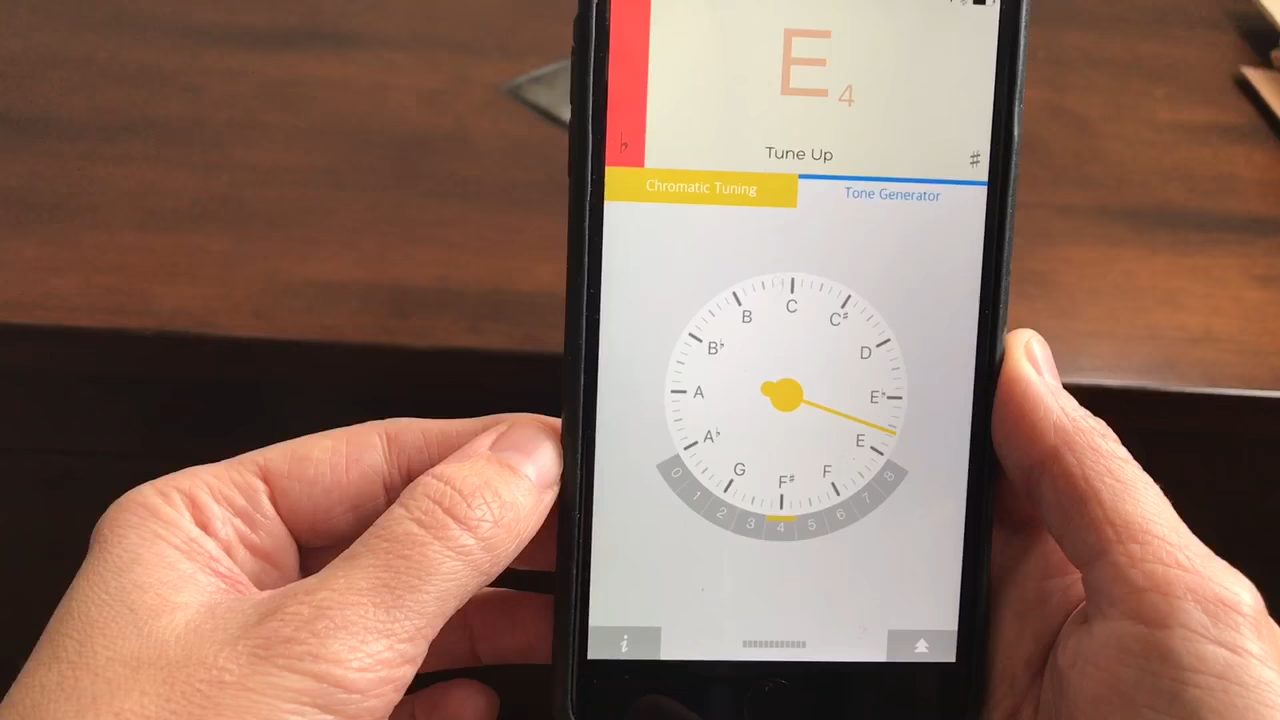 E4
♭
Tune Up
♯
Chromatic Tuning
Tone Generator
C
B
C♯
B♭
D
A
E♭
A♭
E
G
F
F♯
0
1
2
3
4
5
6
7
8
i